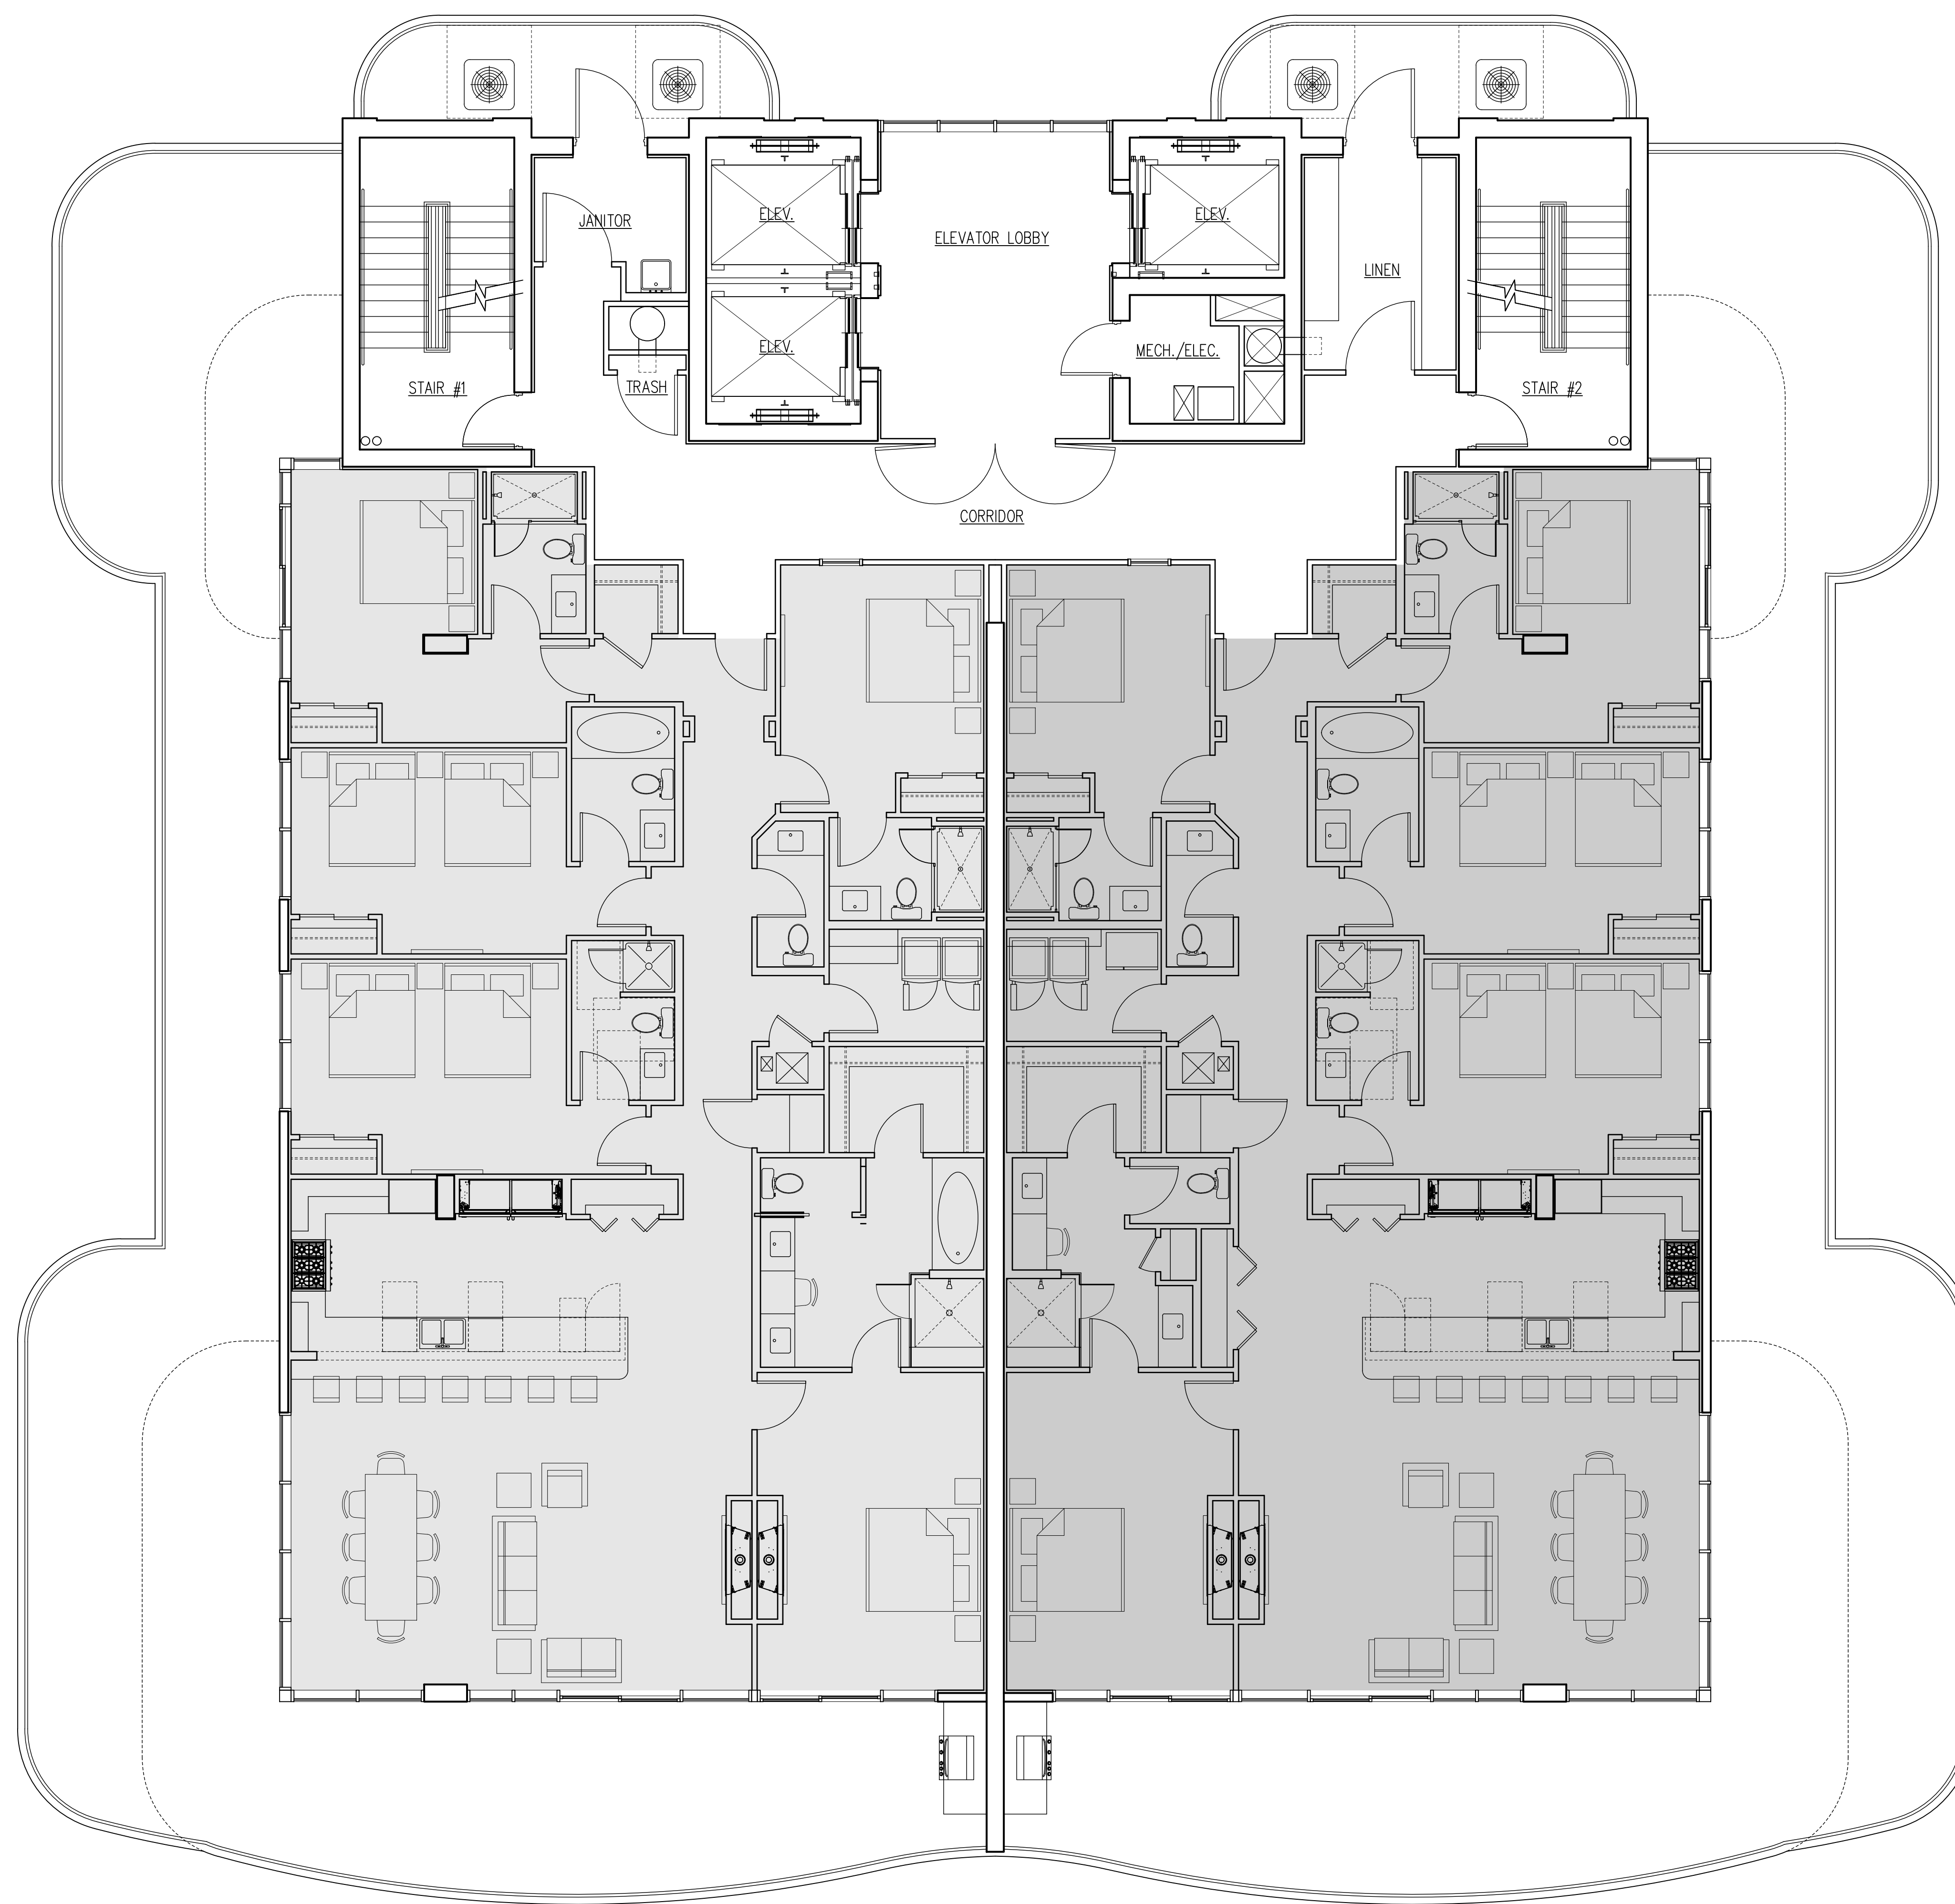 JANITOR
ELEV.
ELEVATOR LOBBY
ELEV.
LINEN
ELEV.
MECH./ELEC.
STAIR #1
TRASH
STAIR #2
CORRIDOR